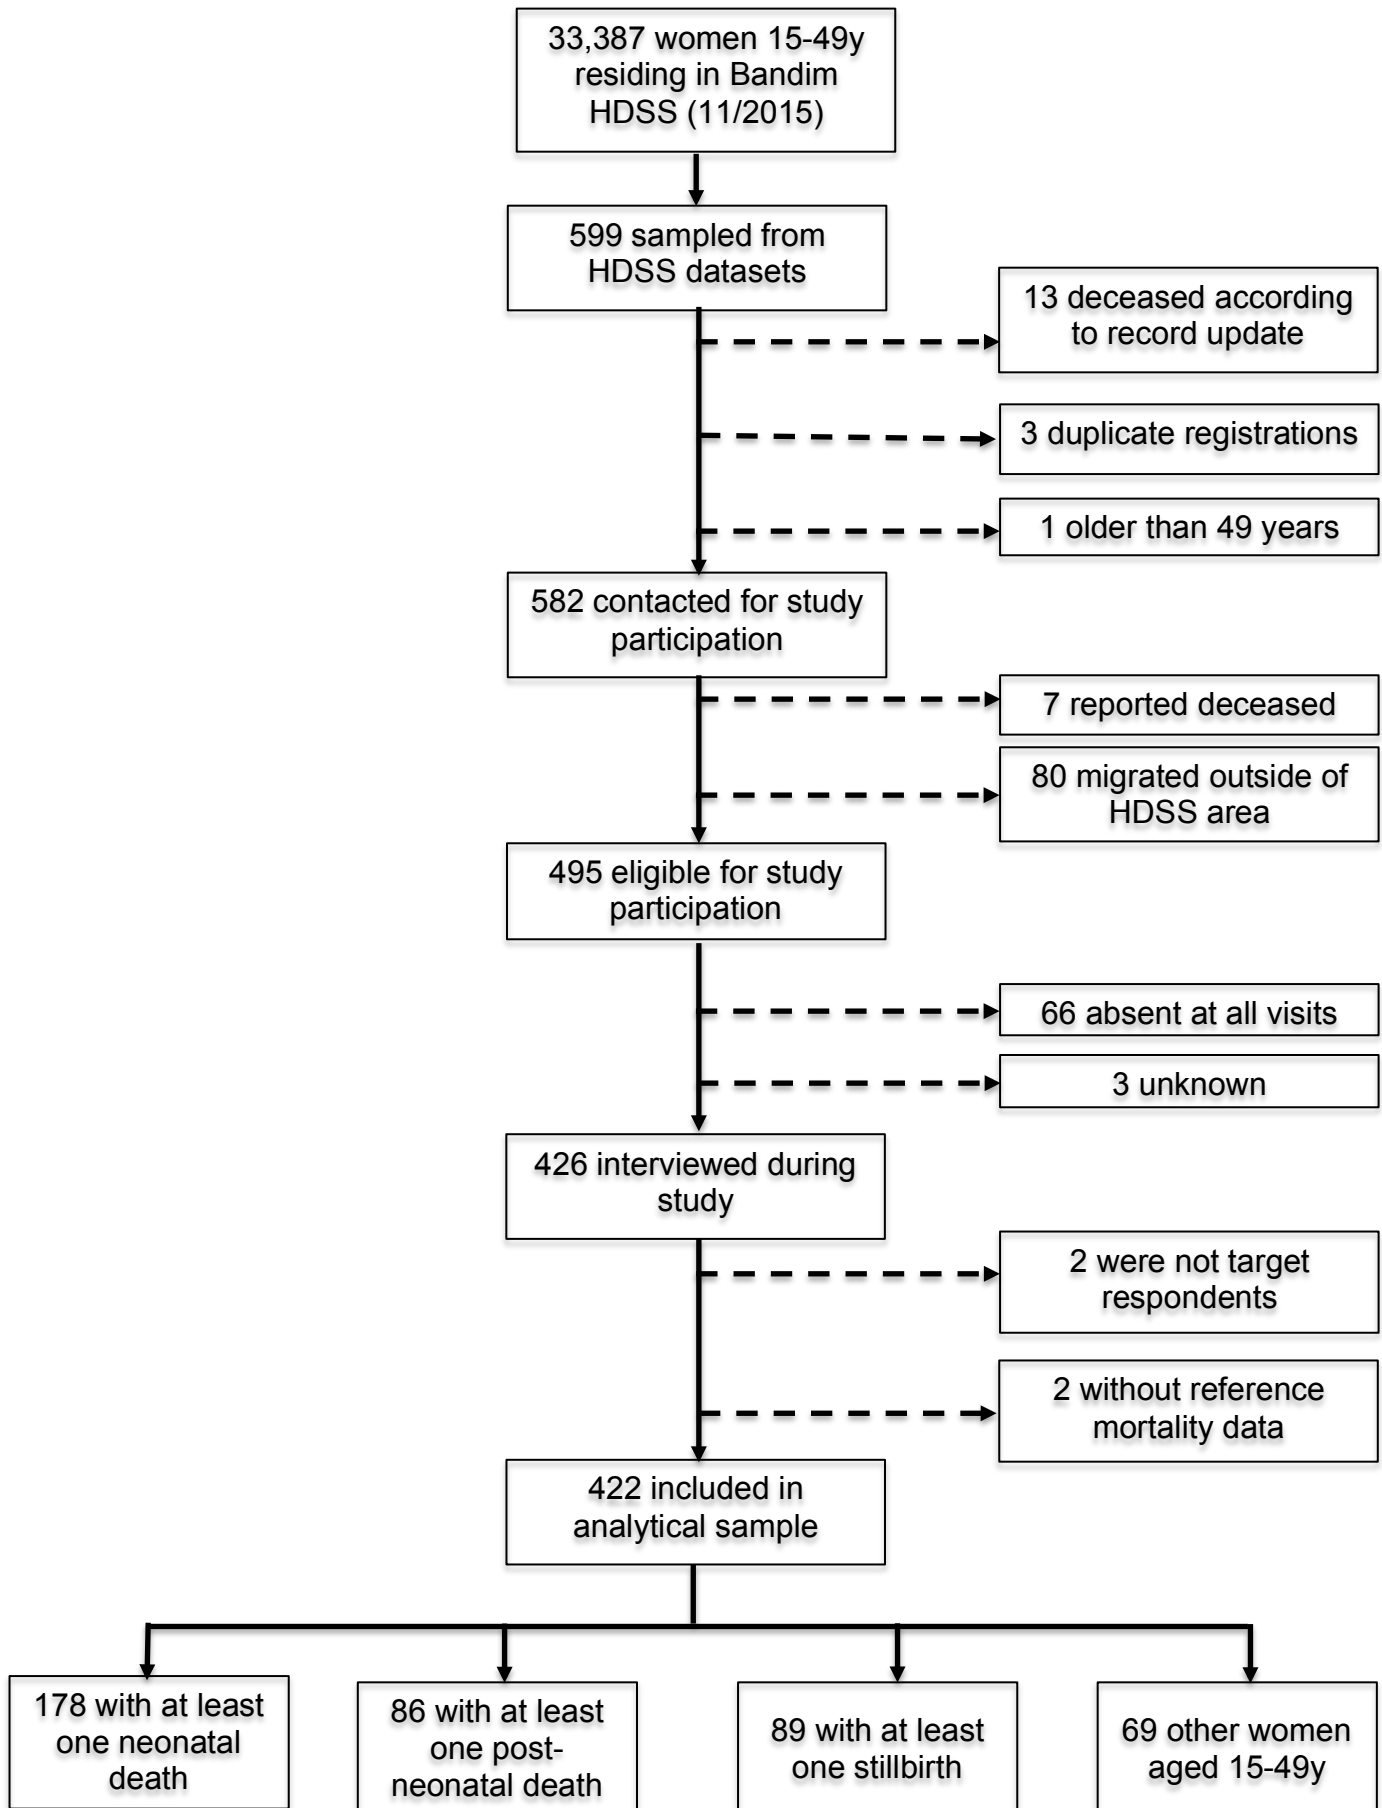 33,387 women 15-49y
residing in Bandim
HDSS (11/2015)
599 sampled from
HDSS datasets
13 deceased according
to record update
3 duplicate registrations
1 older than 49 years
582 contacted for study
participation
7 reported deceased
80 migrated outside of
HDSS area
495 eligible for study
participation
66 absent at all visits
3 unknown
426 interviewed during
study
2 were not target
respondents
2 without reference
mortality data
422 included in
analytical sample
178 with at least
one neonatal
death
86 with at least
one post-
neonatal death
89 with at least
one stillbirth
69 other women
aged 15-49y